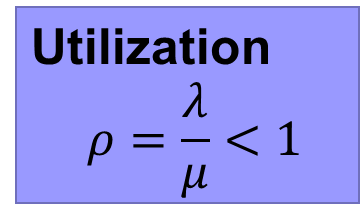 Utilization
ρ = λ/μ < 1